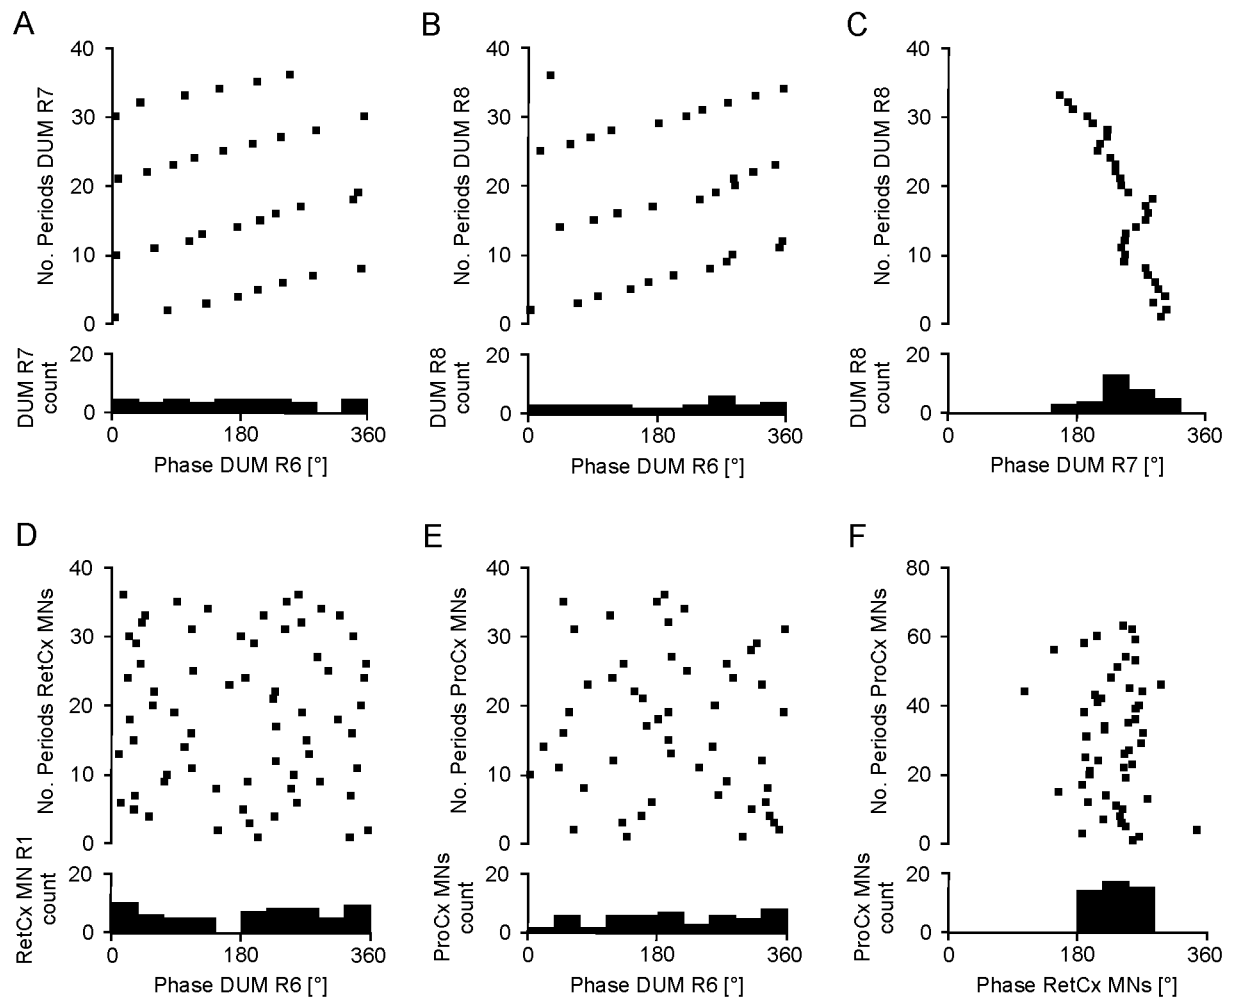 A
B
C
No. Periods DUM R7
40
30
20
10
0
DUM R7
count
20
0
0 180 360
Phase DUM R6 [°]
No. Periods DUM R8
40
30
20
10
0
DUM R8
count
20
0
0 180 360
Phase DUM R6 [°]
No. Periods DUM R8
40
30
20
10
0
DUM R8
count
20
0
0 180 360
Phase DUM R7 [°]
D
E
F
No. Periods RetCx MNs
40
30
20
10
0
RetCx MN R1
count
20
0
0 180 360
Phase DUM R6 [°]
No. Periods ProCx MNs
40
30
20
10
0
ProCx MNs
count
20
0
0 180 360
Phase DUM R6 [°]
No. Periods ProCx MNs
80
60
40
20
0
ProCx MNs
count
20
0
0 180 360
Phase RetCx MNs [°]